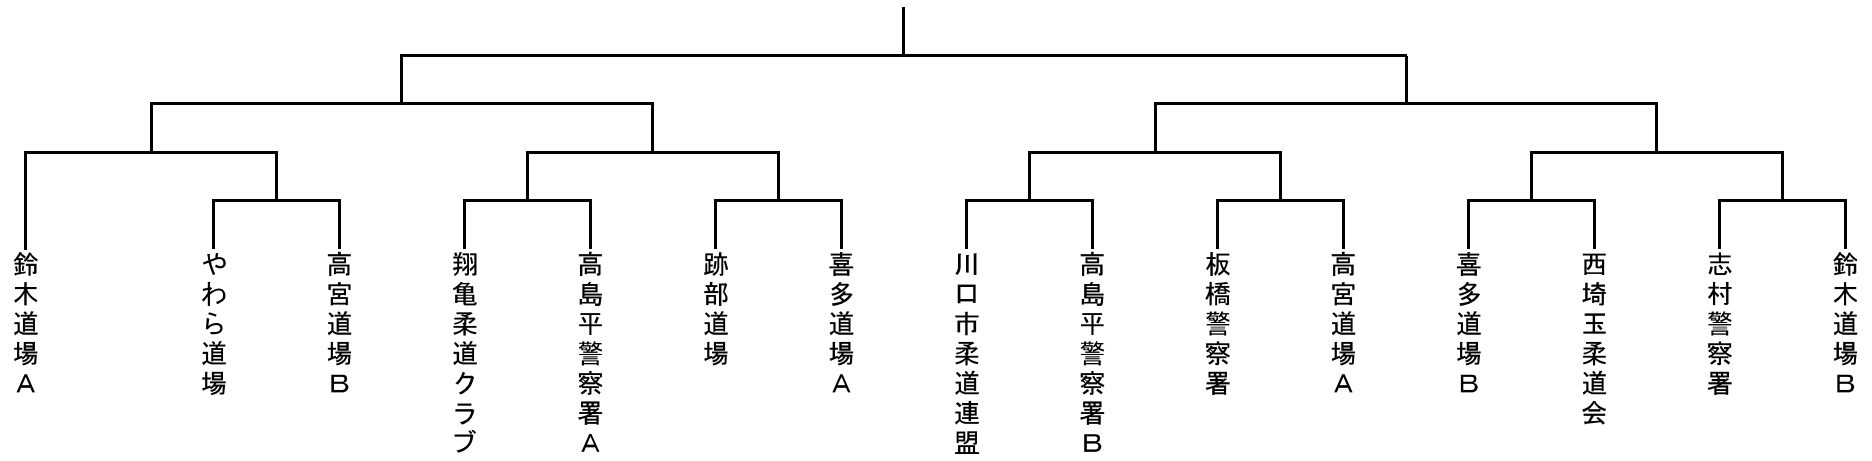 鈴木道場A
やわら道場
高宮道場B
翔亀柔道クラブ
高島平警察署A
跡部道場
喜多道場A
川口市柔道連盟
高島平警察署B
板橋警察署
高宮道場A
喜多道場B
西埼玉柔道会
志村警察署
鈴木道場B